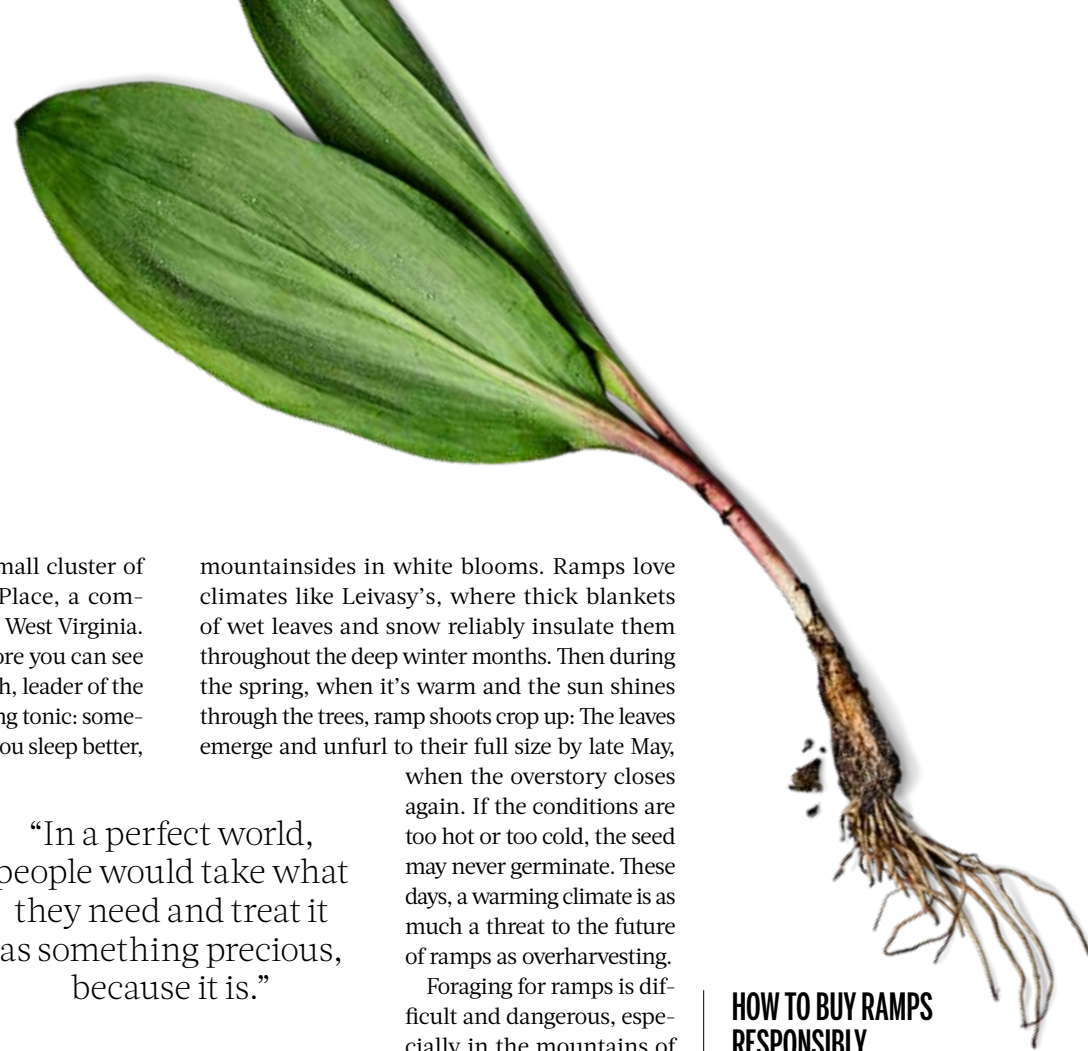 mall cluster of
Place, a com-
West Virginia.
ore you can see
h, leader of the
ng tonic: some-
ou sleep better,
“In a perfect world,
people would take what
they need and treat it
as something precious,
because it is.”
mountainsides in white blooms. Ramps love
climates like Leivasy’s, where thick blankets
of wet leaves and snow reliably insulate them
throughout the deep winter months. Then during
the spring, when it’s warm and the sun shines
through the trees, ramp shoots crop up: The leaves
emerge and unfurl to their full size by late May,
when the overstory closes
again. If the conditions are
too hot or too cold, the seed
may never germinate. These
days, a warming climate is as
much a threat to the future
of ramps as overharvesting.
Foraging for ramps is dif-
ficult and dangerous, espe-
cially in the mountains of
HOW TO BUY RAMPS
RESPONSIBLY